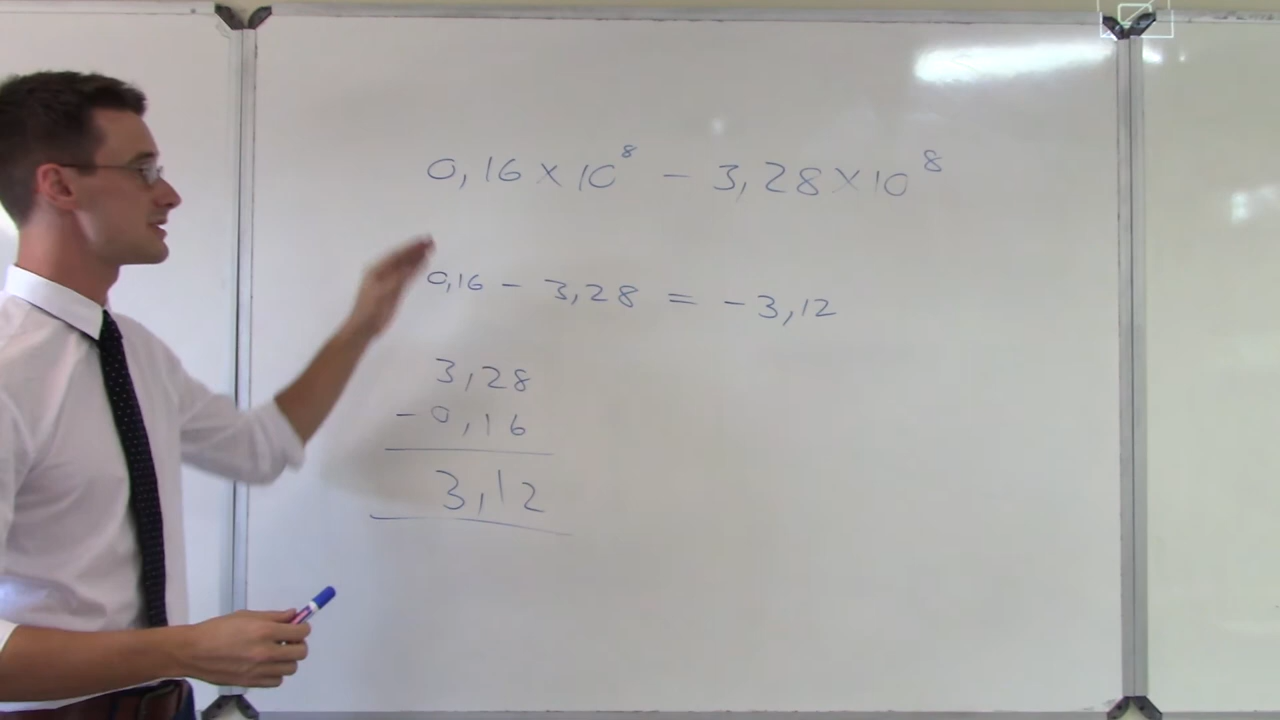 0,16 × 10⁸ − 3,28 × 10⁸
0,16 − 3,28 = −3,12
3,28
−0,16
3,12